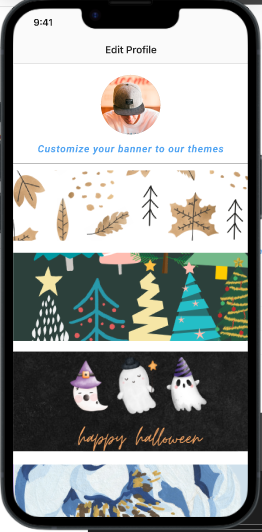 9:41
Edit Profile
Customize your banner to our themes
happy halloween